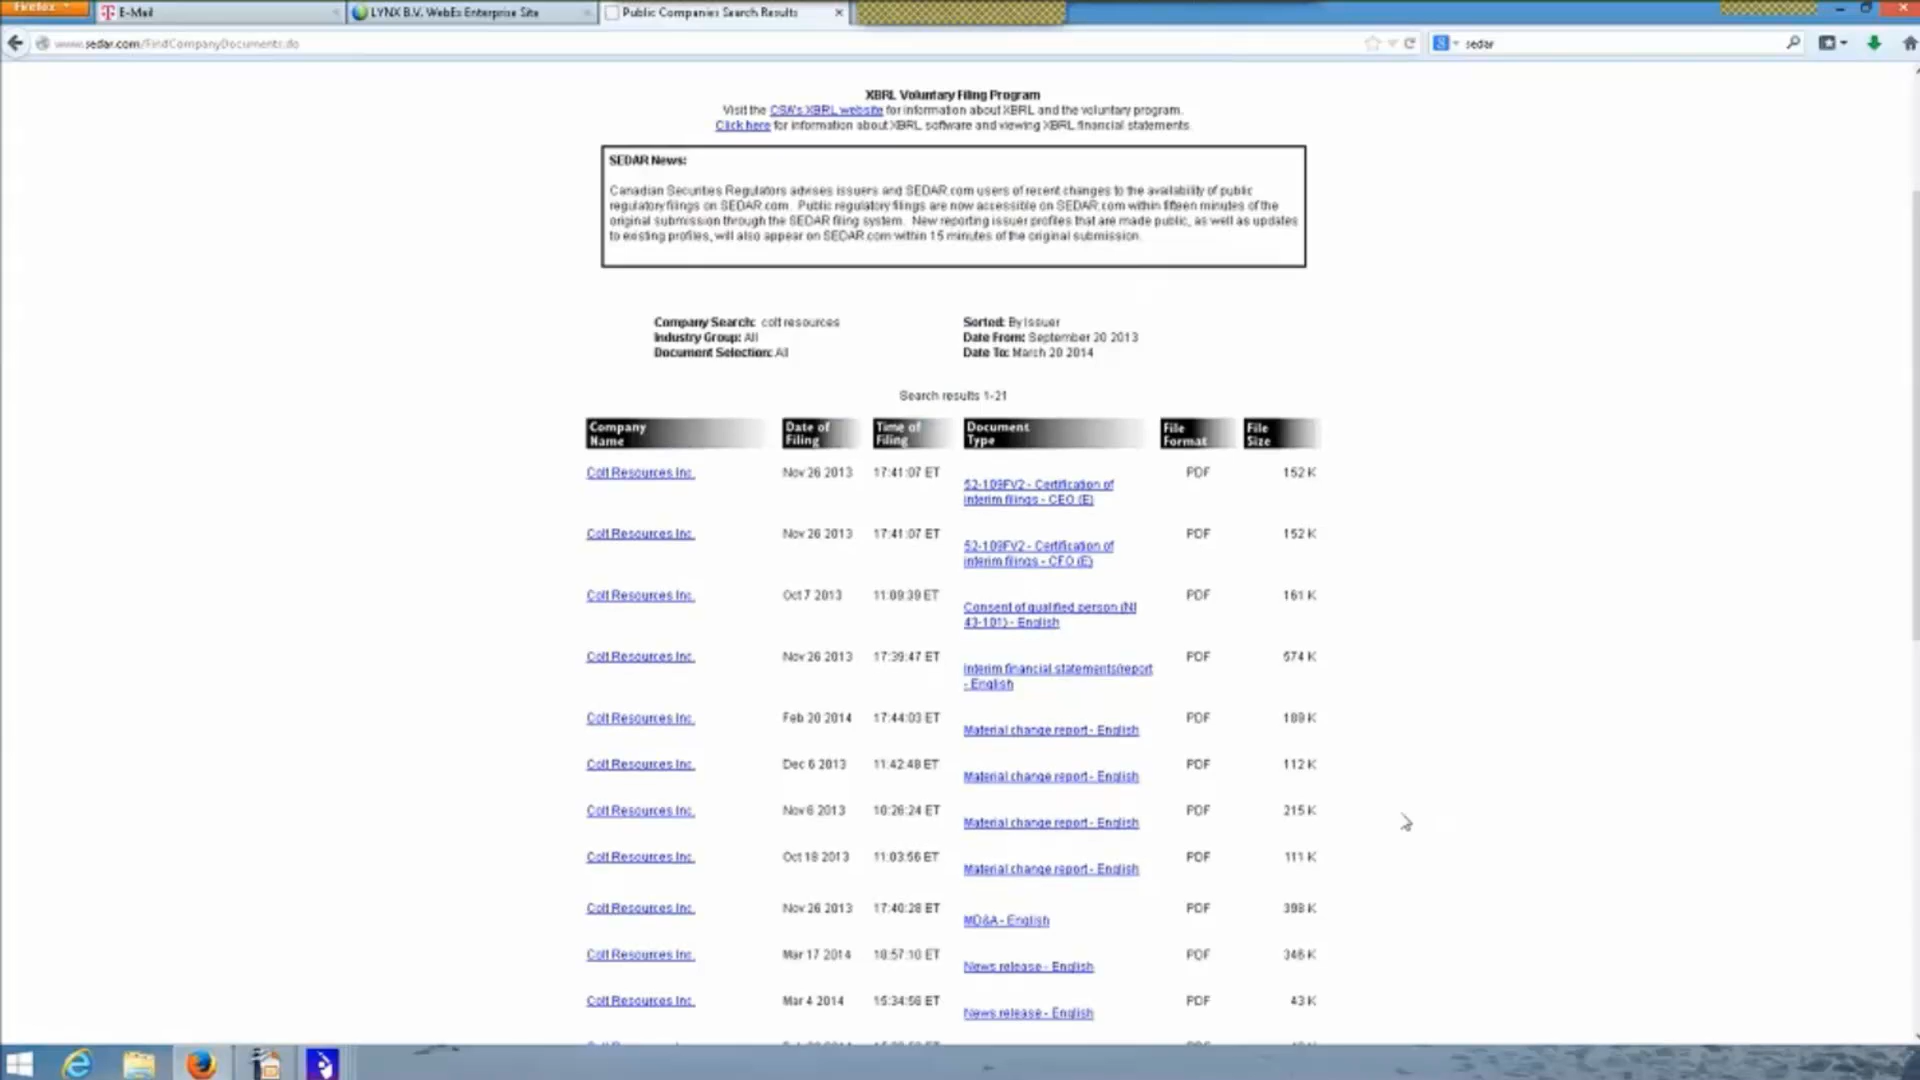 Firefox
E-Mail
LYNX B.V. WebEx Enterprise Site
Public Companies Search Results
www.sedar.com/FindCompanyDocuments.do
sedar
XBRL Voluntary Filing Program
Visit the CSA's XBRL website for information about XBRL and the voluntary program.
Click here for information about XBRL software and viewing XBRL financial statements.
SEDAR News:
Canadian Securities Regulators advises issuers and SEDAR.com users of recent changes to the availability of public
regulatory filings on SEDAR.com. Public regulatory filings are now accessible on SEDAR.com within fifteen minutes of the
original submission through the SEDAR filing system. New reporting issuer profiles that are made public, as well as updates
to existing profiles, will also appear on SEDAR.com within 15 minutes of the original submission.
Company Search: colt resources
Industry Group: All
Document Selection: All
Sorted: By Issuer
Date From: September 20 2013
Date To: March 20 2014
Search results 1-21
Company Name Date of Filing Time of Filing Document Type File Format File Size
Colt Resources Inc. Nov 26 2013 17:41:07 ET PDF 152 K
52-109FV2 - Certification of
interim filings - CEO (E)
Colt Resources Inc. Nov 26 2013 17:41:07 ET PDF 152 K
52-109FV2 - Certification of
interim filings - CFO (E)
Colt Resources Inc. Oct 7 2013 11:09:39 ET PDF 161 K
Consent of qualified person (NI
43-101) - English
Colt Resources Inc. Nov 26 2013 17:39:47 ET PDF 674 K
Interim financial statements/report
- English
Colt Resources Inc. Feb 20 2014 17:44:03 ET PDF 189 K
Material change report - English
Colt Resources Inc. Dec 6 2013 11:42:48 ET PDF 112 K
Material change report - English
Colt Resources Inc. Nov 6 2013 10:26:24 ET PDF 215 K
Material change report - English
Colt Resources Inc. Oct 18 2013 11:03:56 ET PDF 111 K
Material change report - English
Colt Resources Inc. Nov 26 2013 17:40:28 ET PDF 398 K
MD&A - English
Colt Resources Inc. Mar 17 2014 18:57:10 ET PDF 346 K
News release - English
Colt Resources Inc. Mar 4 2014 15:34:56 ET PDF 43 K
News release - English